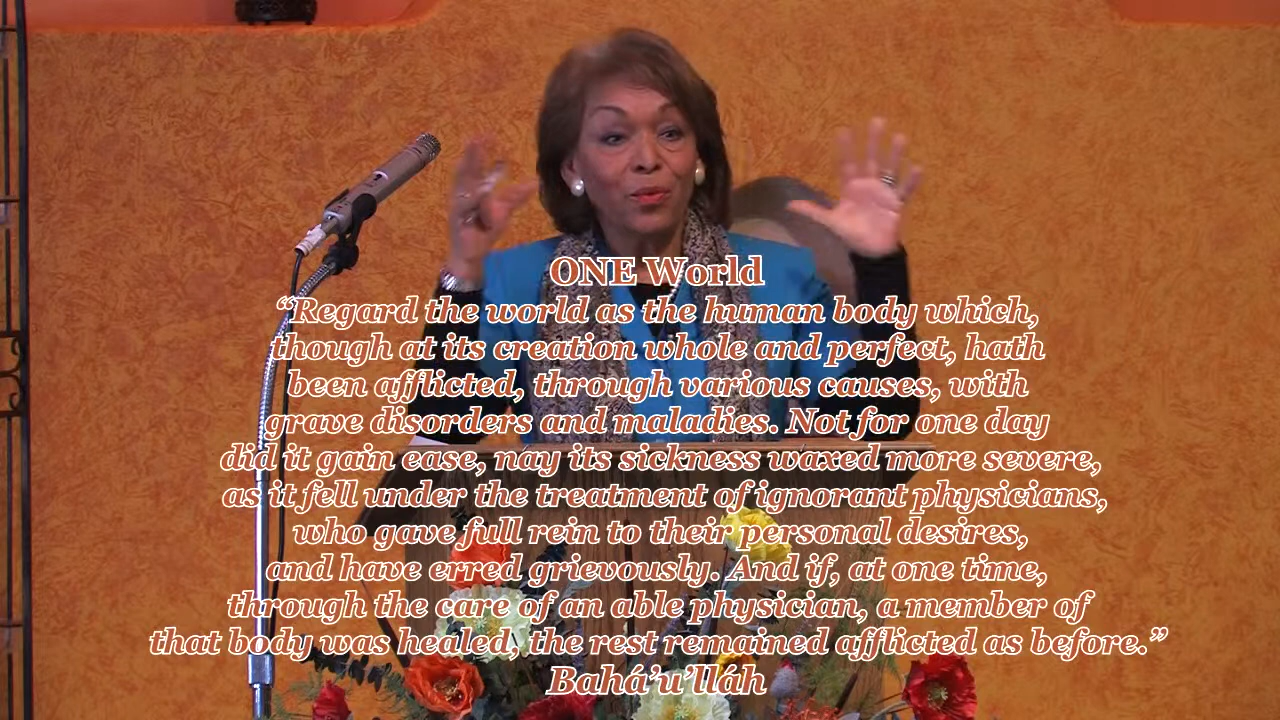 ONE World
“Regard the world as the human body which,
though at its creation whole and perfect, hath
been afflicted, through various causes, with
grave disorders and maladies. Not for one day
did it gain ease, nay its sickness waxed more severe,
as it fell under the treatment of ignorant physicians,
who gave full rein to their personal desires,
and have erred grievously. And if, at one time,
through the care of an able physician, a member of
that body was healed, the rest remained afflicted as before.”
Bahá’u’lláh